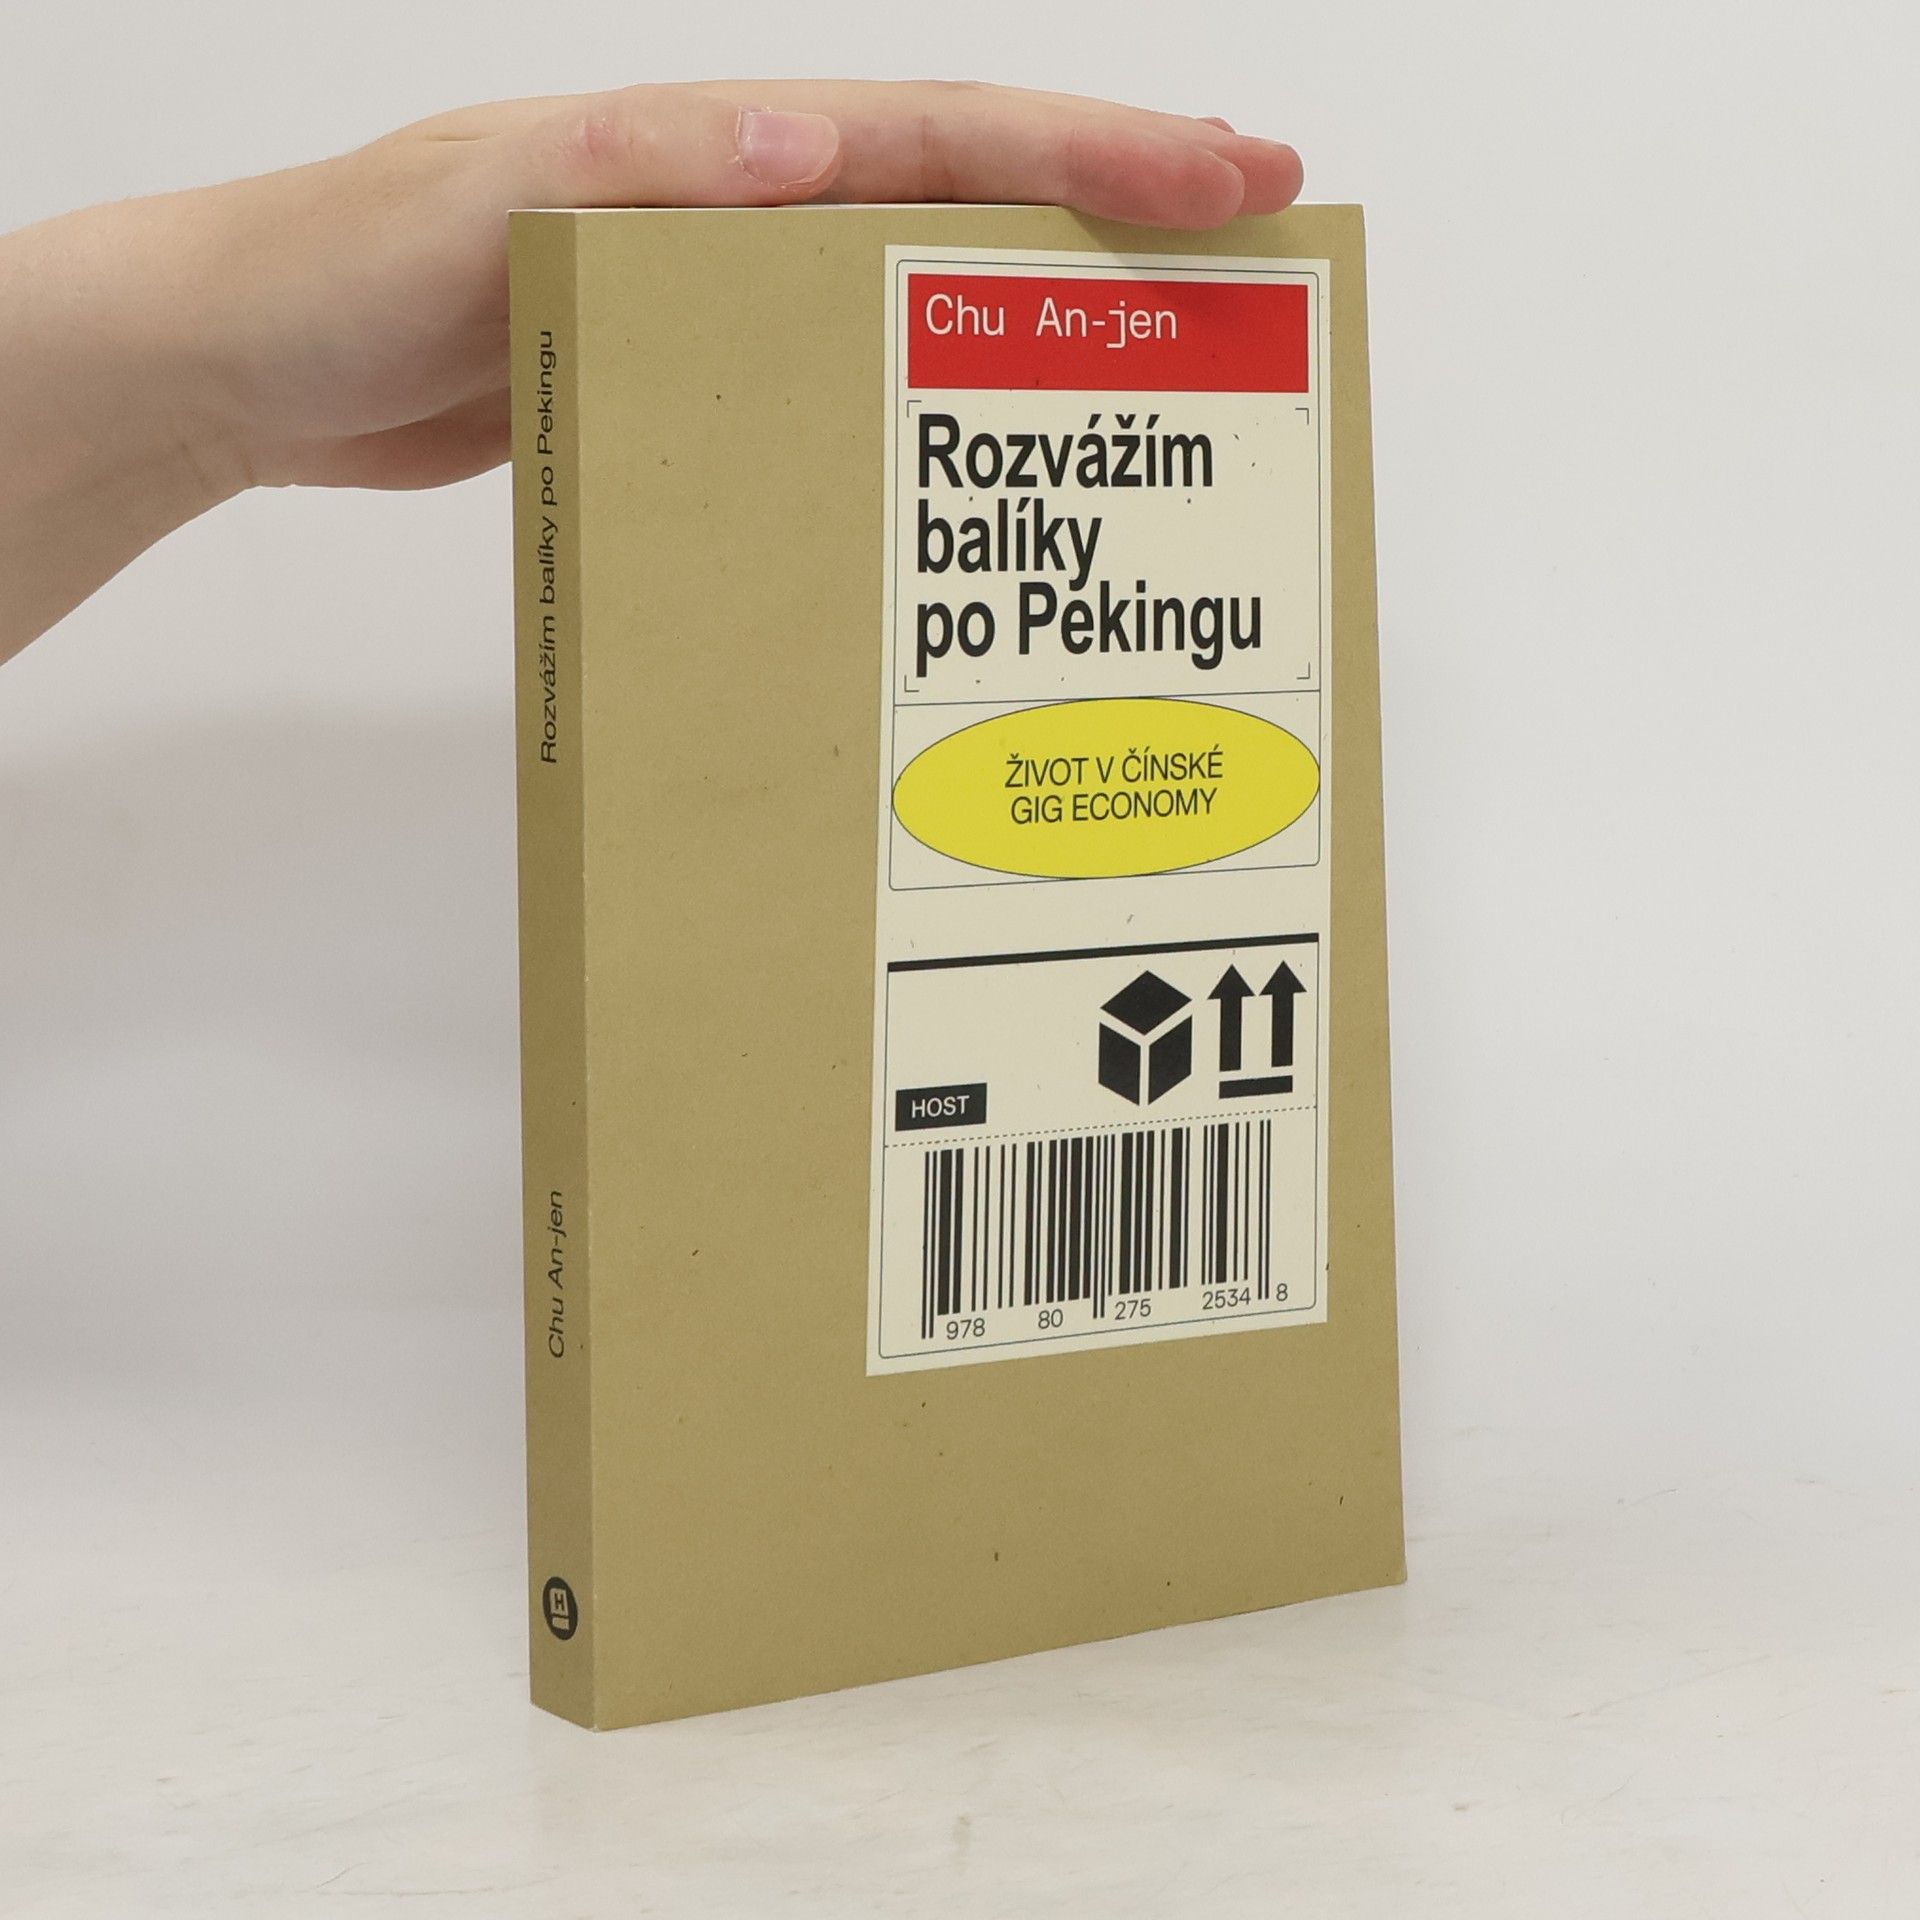 Rozvážím balíky po Pekingu
Chu An-jen
Chu An-jen
Rozvážím
balíky
po Pekingu
ŽIVOT V ČÍNSKÉ
GIG ECONOMY
HOST
978 80 275 2534 8